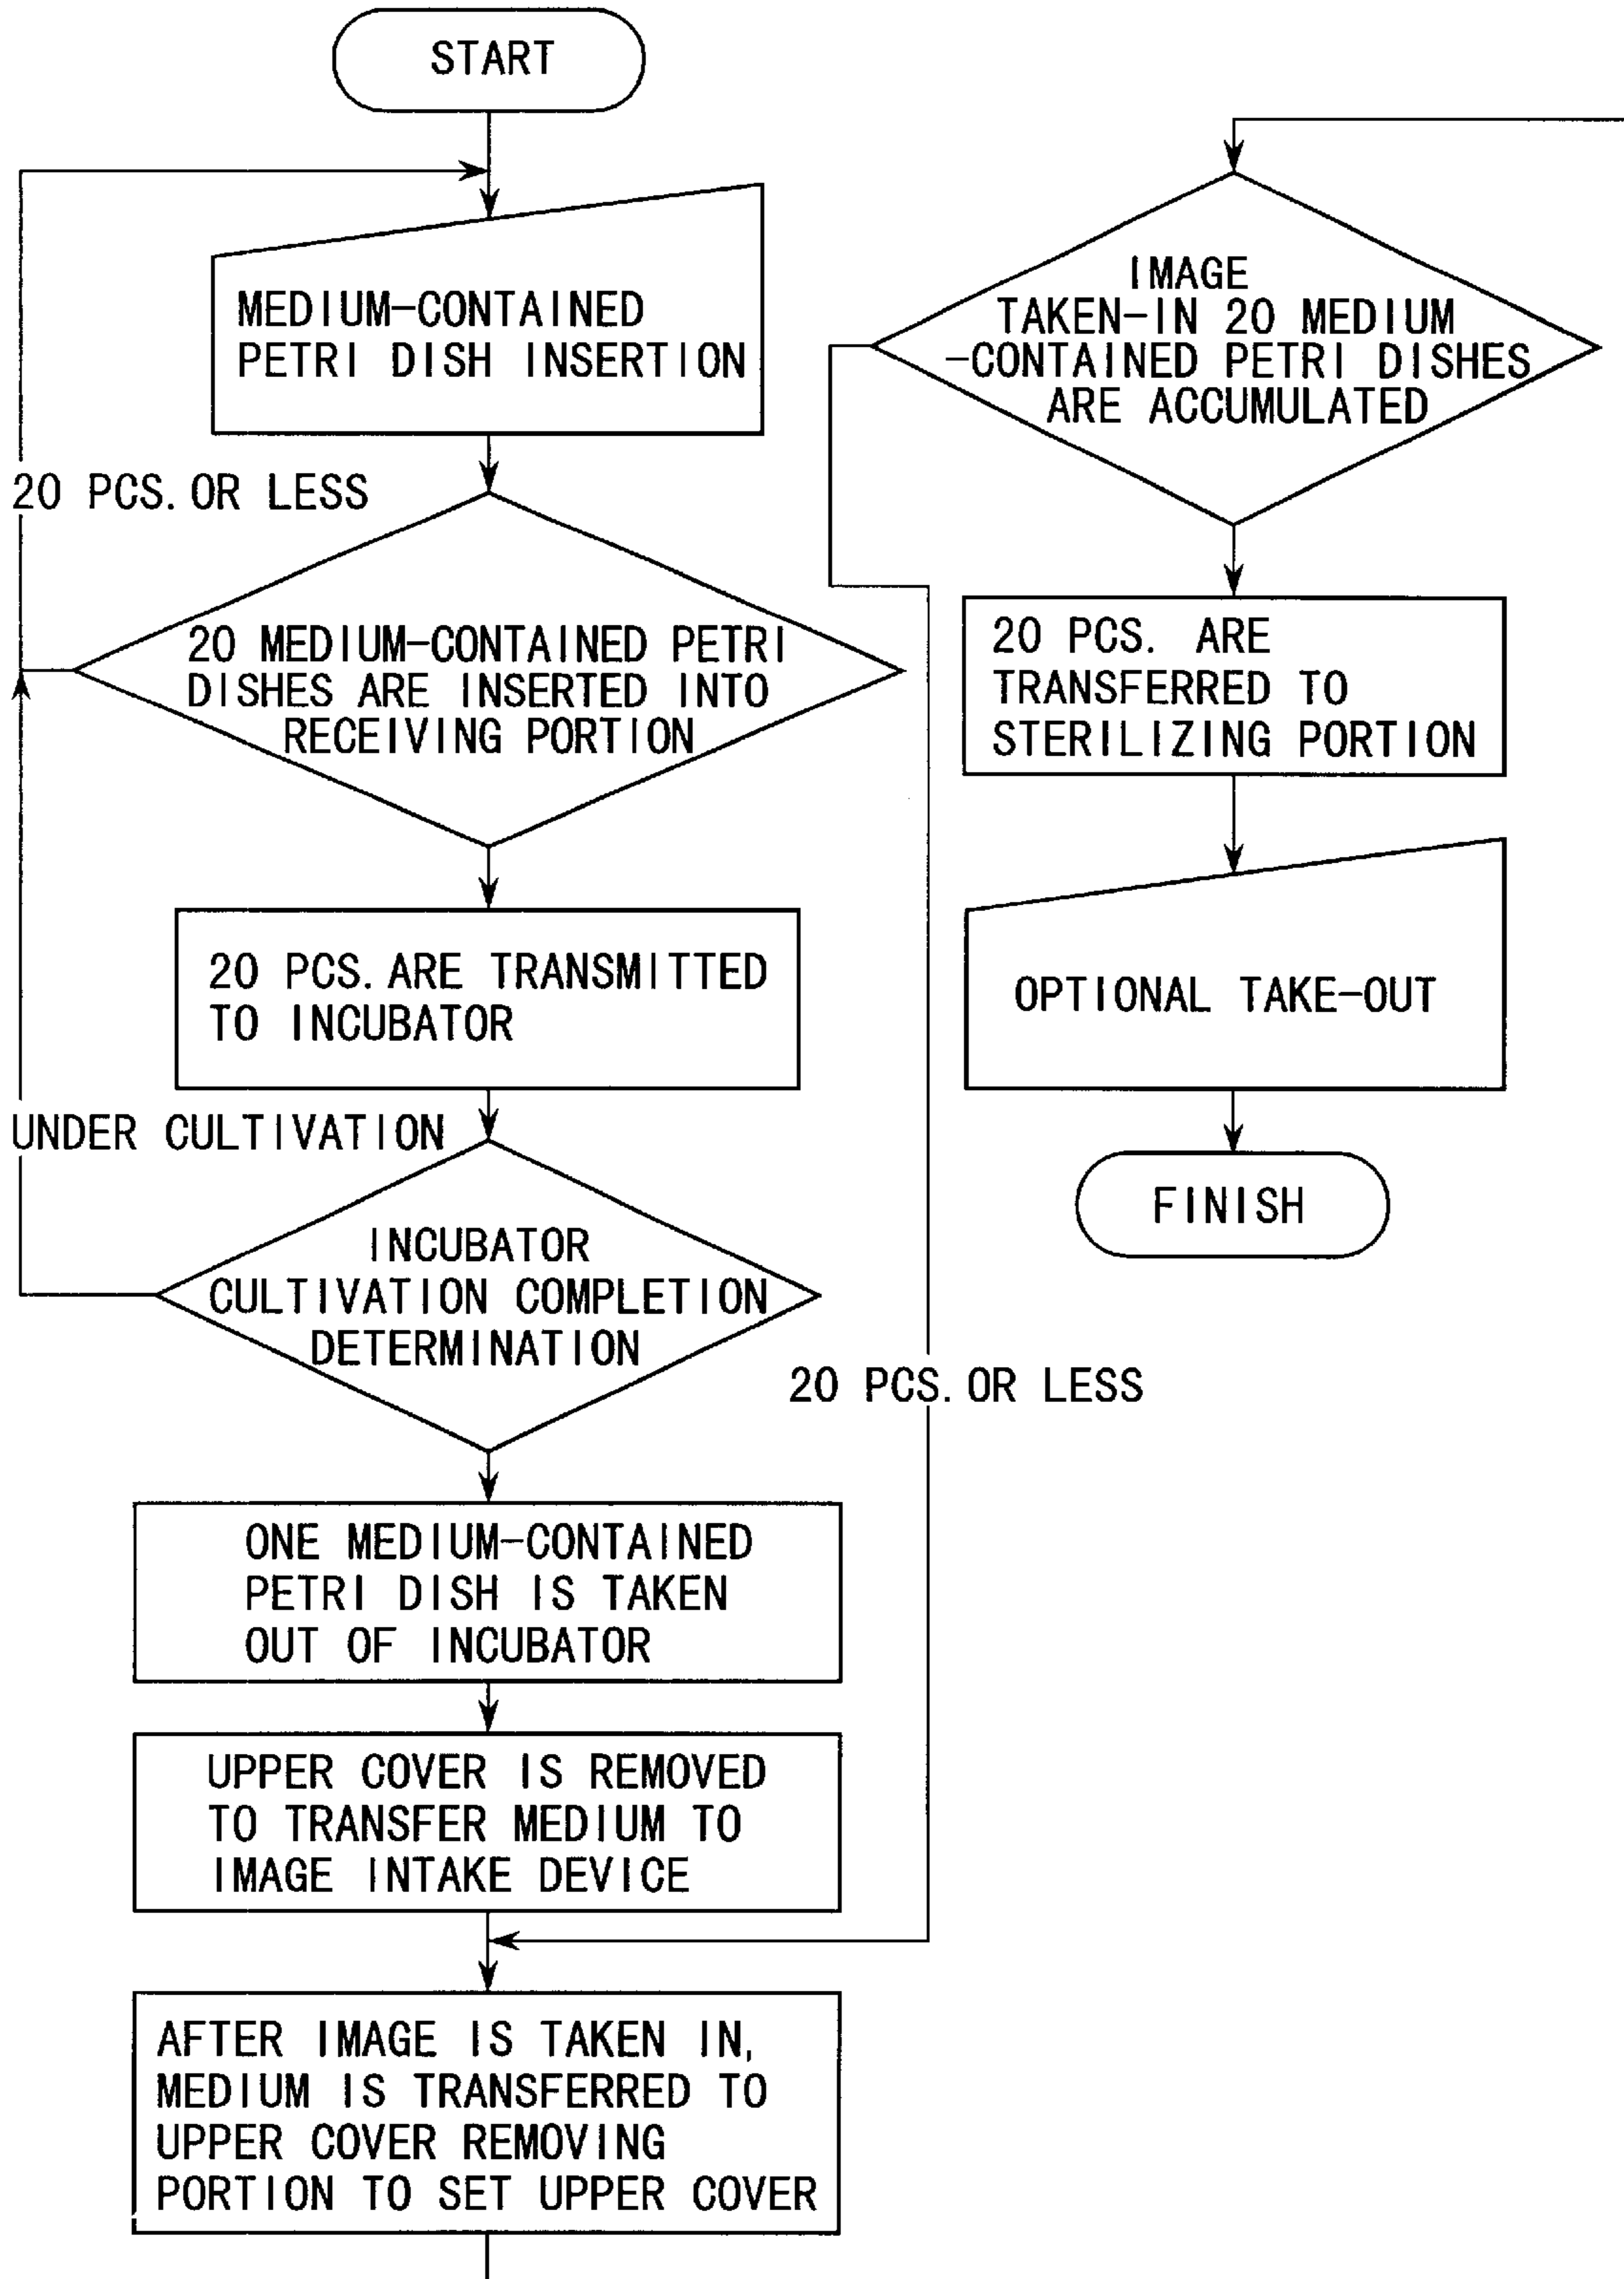 START
MEDIUM-CONTAINED
PETRI DISH INSERTION
20 PCS. OR LESS
20 MEDIUM-CONTAINED PETRI
DISHES ARE INSERTED INTO
RECEIVING PORTION
20 PCS. ARE TRANSMITTED
TO INCUBATOR
UNDER CULTIVATION
INCUBATOR
CULTIVATION COMPLETION
DETERMINATION
ONE MEDIUM-CONTAINED
PETRI DISH IS TAKEN
OUT OF INCUBATOR
UPPER COVER IS REMOVED
TO TRANSFER MEDIUM TO
IMAGE INTAKE DEVICE
AFTER IMAGE IS TAKEN IN,
MEDIUM IS TRANSFERRED TO
UPPER COVER REMOVING
PORTION TO SET UPPER COVER
IMAGE
TAKEN-IN 20 MEDIUM
-CONTAINED PETRI DISHES
ARE ACCUMULATED
20 PCS. OR LESS
20 PCS. ARE
TRANSFERRED TO
STERILIZING PORTION
OPTIONAL TAKE-OUT
FINISH